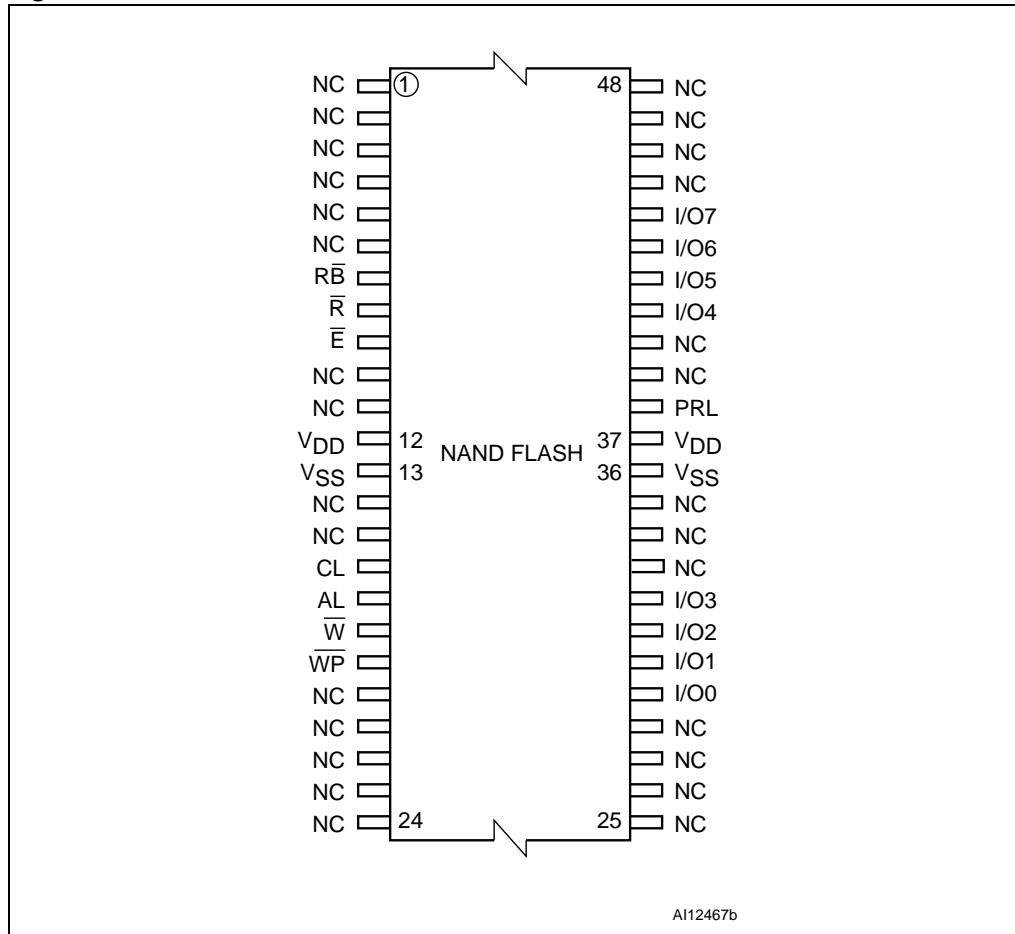 NC ① 48 NC
NC NC
NC NC
NC NC
NC I/O7
NC I/O6
RB̅ I/O5
R̅ I/O4
E̅ NC
NC NC
NC PRL
VDD 12 NAND FLASH 37 VDD
VSS 13 36 VSS
NC NC
NC NC
CL NC
AL I/O3
W̅ I/O2
W̅P̅ I/O1
NC I/O0
NC NC
NC NC
NC NC
NC 24 25 NC
AI12467b